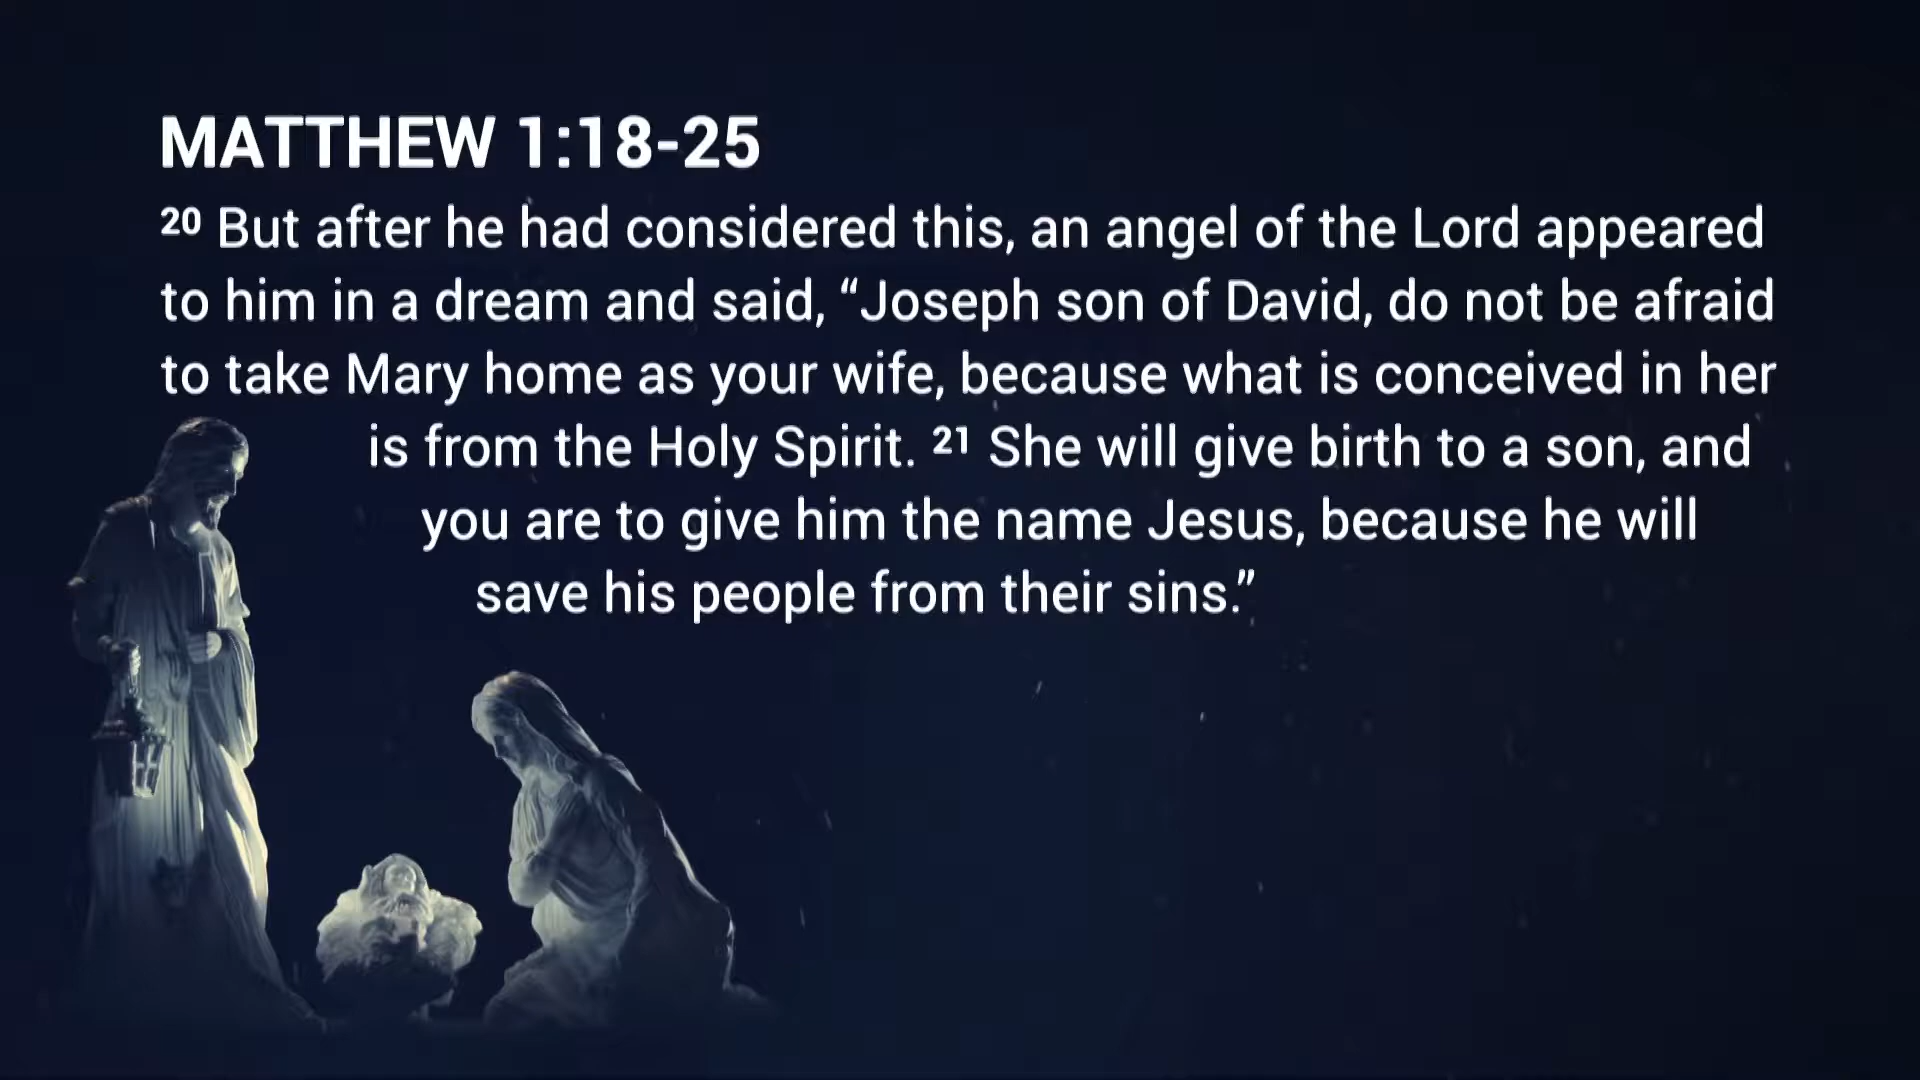 MATTHEW 1:18-25
²⁰ But after he had considered this, an angel of the Lord appeared
to him in a dream and said, “Joseph son of David, do not be afraid
to take Mary home as your wife, because what is conceived in her
is from the Holy Spirit. ²¹ She will give birth to a son, and
you are to give him the name Jesus, because he will
save his people from their sins.”